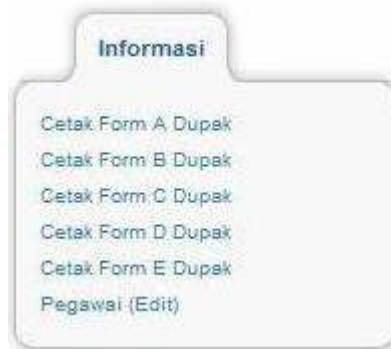 Informasi
Cetak Form A Dupak
Cetak Form B Dupak
Cetak Form C Dupak
Cetak Form D Dupak
Cetak Form E Dupak
Pegawai (Edit)